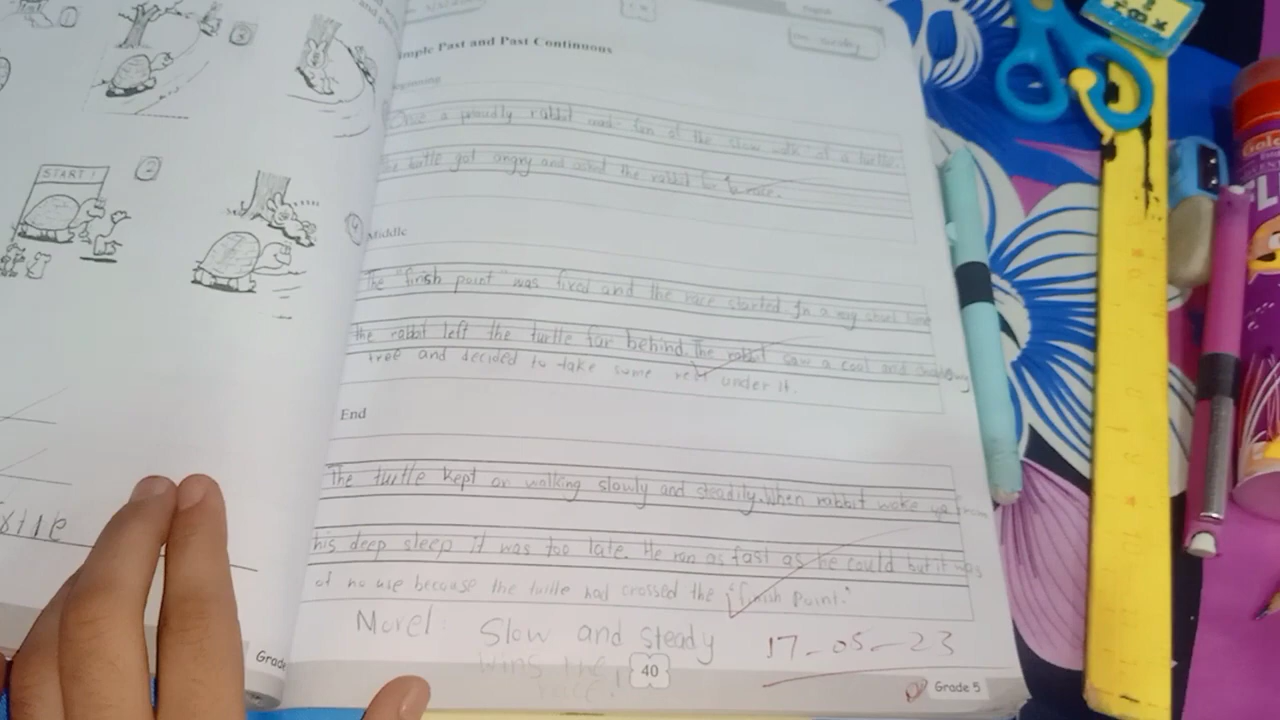 START !
2
3
4
Simple Past and Past Continuous
a proudly rabbit made fun of the slow walk of a turtle.
The turtle got angry and asked the rabbit for a race.
Middle
The "finish point" was fixed and the race started. In a very short time
the rabbit left the turtle far behind. The rabbit saw a cool and
tree and decided to take some rest under it.
End
The turtle kept on walking slowly and steadily. When rabbit woke up from
his deep sleep it was too late. He ran as fast as he could but it was
of no use because the turtle had crossed the "finish point."
Morel: Slow and steady 17-05-23
wins the
race.
40
Grade 5